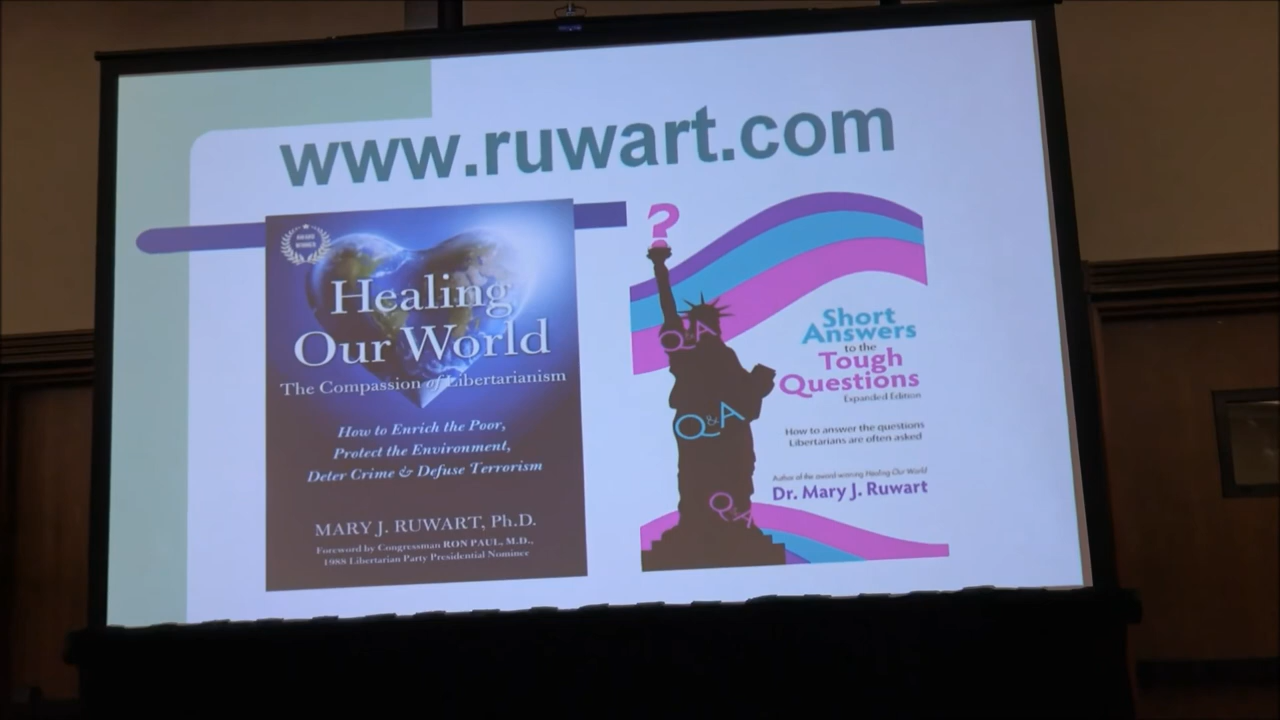 www.ruwart.com
AWARD
WINNER
Healing
Our World
The Compassion of Libertarianism
How to Enrich the Poor,
Protect the Environment,
Deter Crime & Defuse Terrorism
MARY J. RUWART, Ph.D.
Foreword by Congressman RON PAUL, M.D.,
1988 Libertarian Party Presidential Nominee
?
Q&A
Q&A
Q&A
Short
Answers
to the
Tough
Questions
Expanded Edition
How to answer the questions
Libertarians are often asked
Author of the award-winning Healing Our World
Dr. Mary J. Ruwart